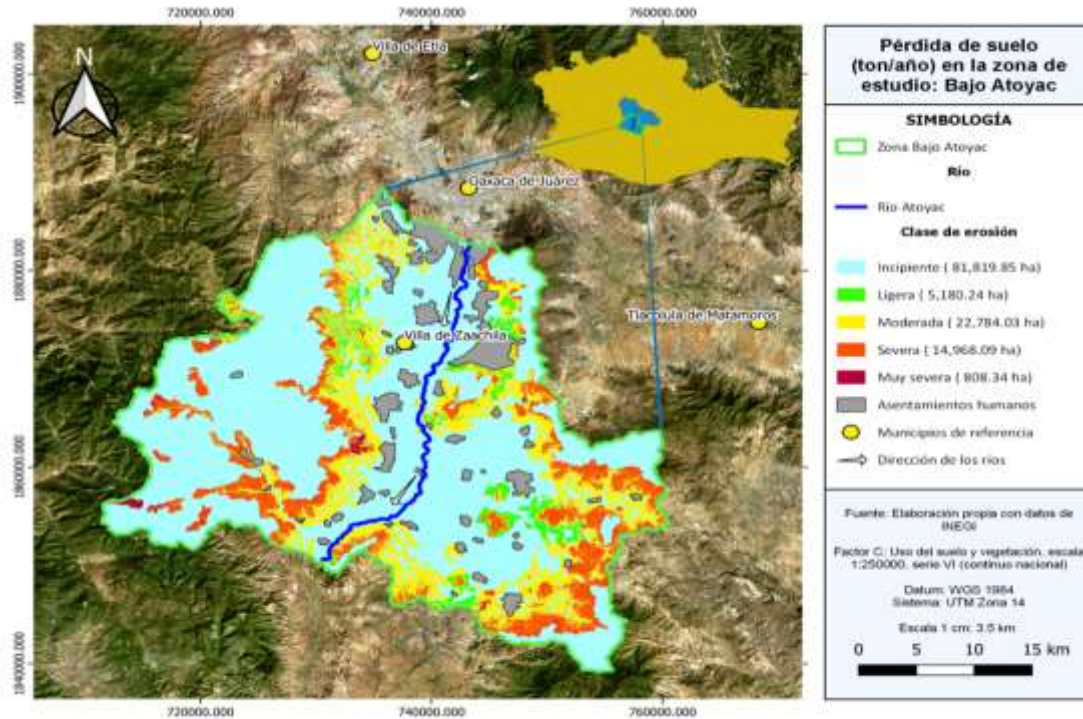 720000.000 740000.000 760000.000
1900000.000
1880000.000
1860000.000
1840000.000
N
Villa de Etla
Oaxaca de Juárez
Tlacolula de Matamoros
Villa de Zaachila
720000.000 740000.000 760000.000
Pérdida de suelo
(ton/año) en la zona de
estudio: Bajo Atoyac
SIMBOLOGÍA
Zona Bajo Atoyac
Río
Río-Atoyac
Clase de erosión
Incipiente ( 81,819.85 ha)
Ligera ( 5,180.24 ha)
Moderada ( 22,784.03 ha)
Severa ( 14,968.09 ha)
Muy severa ( 808.34 ha)
Asentamientos humanos
Municipios de referencia
Dirección de los ríos
Fuente: Elaboración propia con datos de
INEGI
Factor C: Uso del suelo y vegetación, escala
1:250000, serie VI (continuo nacional)
Datum: WGS 1984
Sistema: UTM Zona 14
Escala 1 cm: 3.5 km
0 5 10 15 km